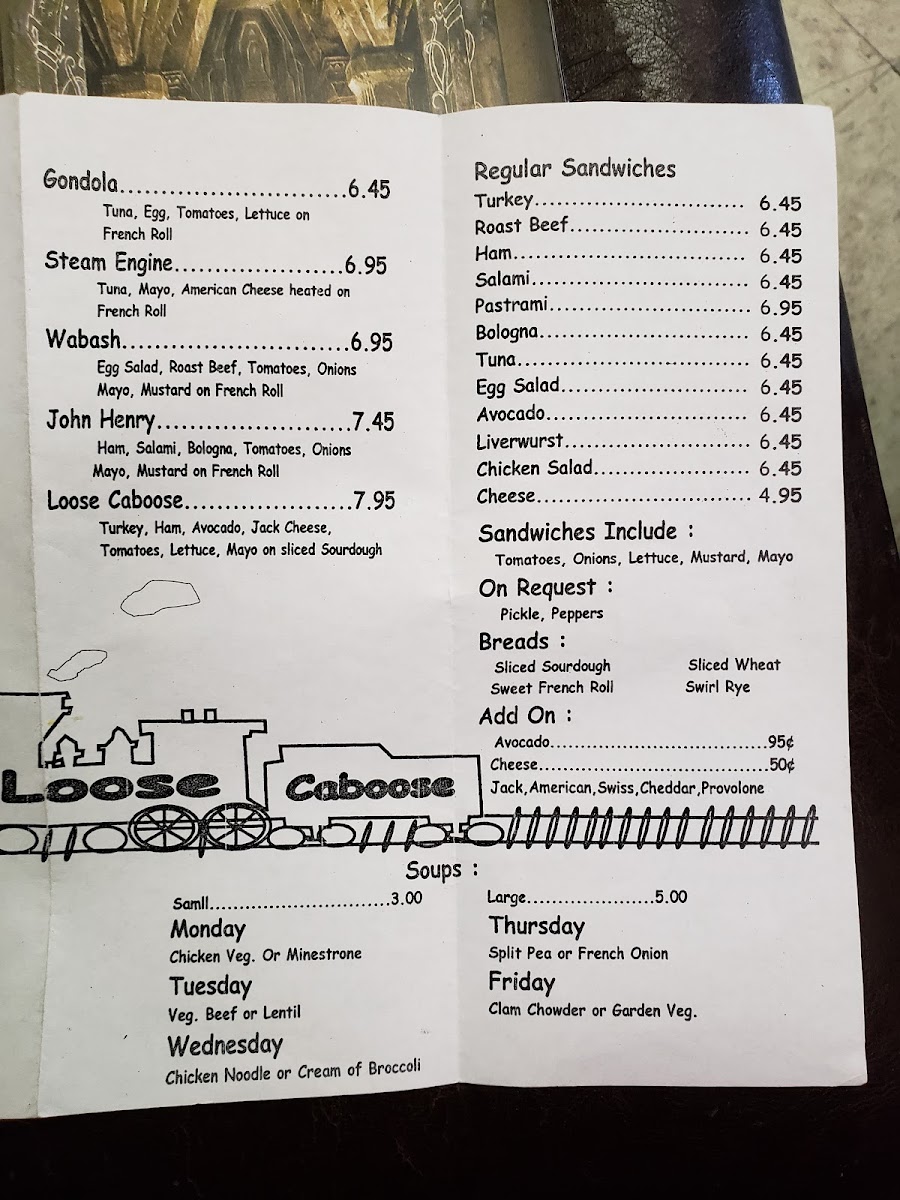 Gondola...........................6.45
Tuna, Egg, Tomatoes, Lettuce on
French Roll
Steam Engine....................6.95
Tuna, Mayo, American Cheese heated on
French Roll
Wabash...........................6.95
Egg Salad, Roast Beef, Tomatoes, Onions
Mayo, Mustard on French Roll
John Henry.......................7.45
Ham, Salami, Bologna, Tomatoes, Onions
Mayo, Mustard on French Roll
Loose Caboose....................7.95
Turkey, Ham, Avocado, Jack Cheese,
Tomatoes, Lettuce, Mayo on sliced Sourdough
Regular Sandwiches
Turkey.............................. 6.45
Roast Beef.......................... 6.45
Ham................................. 6.45
Salami.............................. 6.45
Pastrami............................ 6.95
Bologna............................. 6.45
Tuna................................ 6.45
Egg Salad........................... 6.45
Avocado............................. 6.45
Liverwurst.......................... 6.45
Chicken Salad....................... 6.45
Cheese.............................. 4.95
Sandwiches Include :
Tomatoes, Onions, Lettuce, Mustard, Mayo
On Request :
Pickle, Peppers
Breads :
Sliced Sourdough Sliced Wheat
Sweet French Roll Swirl Rye
Add On :
Avocado....................................95¢
Cheese.....................................50¢
Jack,American,Swiss,Cheddar,Provolone
Loose Caboose
Soups :
Samll..............................3.00 Large.....................5.00
Monday
Chicken Veg. Or Minestrone
Tuesday
Veg. Beef or Lentil
Wednesday
Chicken Noodle or Cream of Broccoli
Thursday
Split Pea or French Onion
Friday
Clam Chowder or Garden Veg.